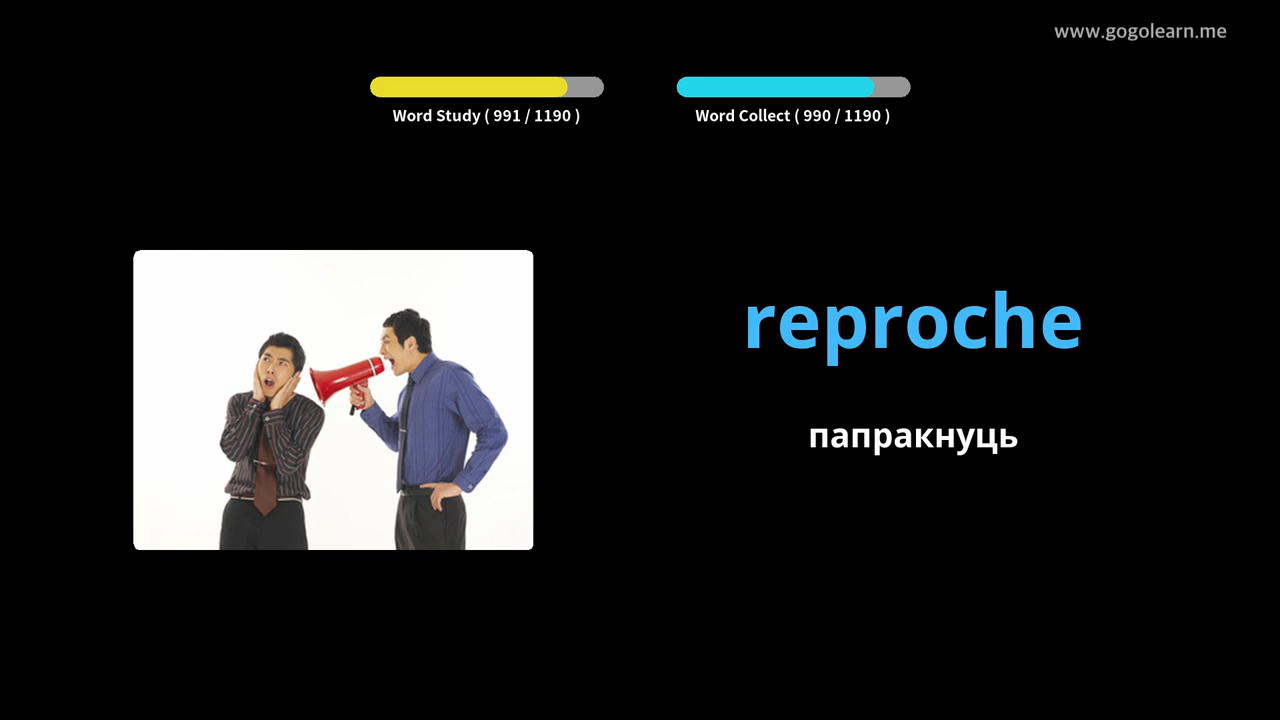 www.gogolearn.me
Word Study ( 991 / 1190 )
Word Collect ( 990 / 1190 )
reproche
папракнуць